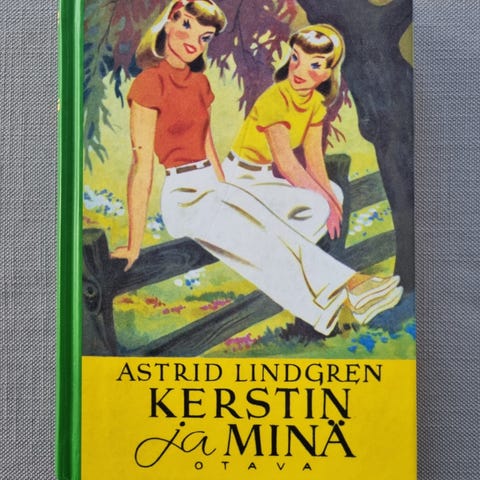 ASTRID LINDGREN
KERSTIN
ja MINÄ
OTAVA